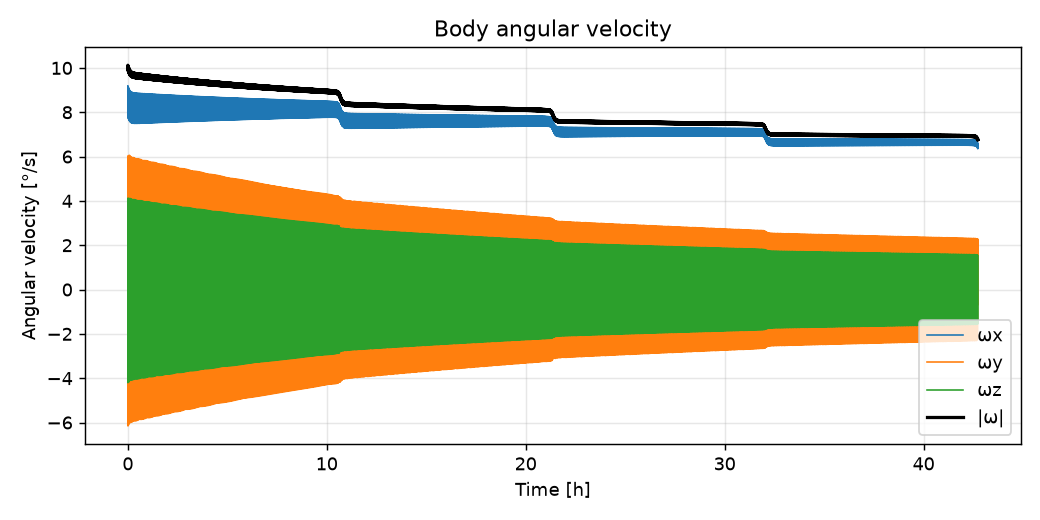 Body angular velocity
Angular velocity [°/s]
10
8
6
4
2
0
−2
−4
−6
0
10
20
30
40
Time [h]
ωx
ωy
ωz
|ω|